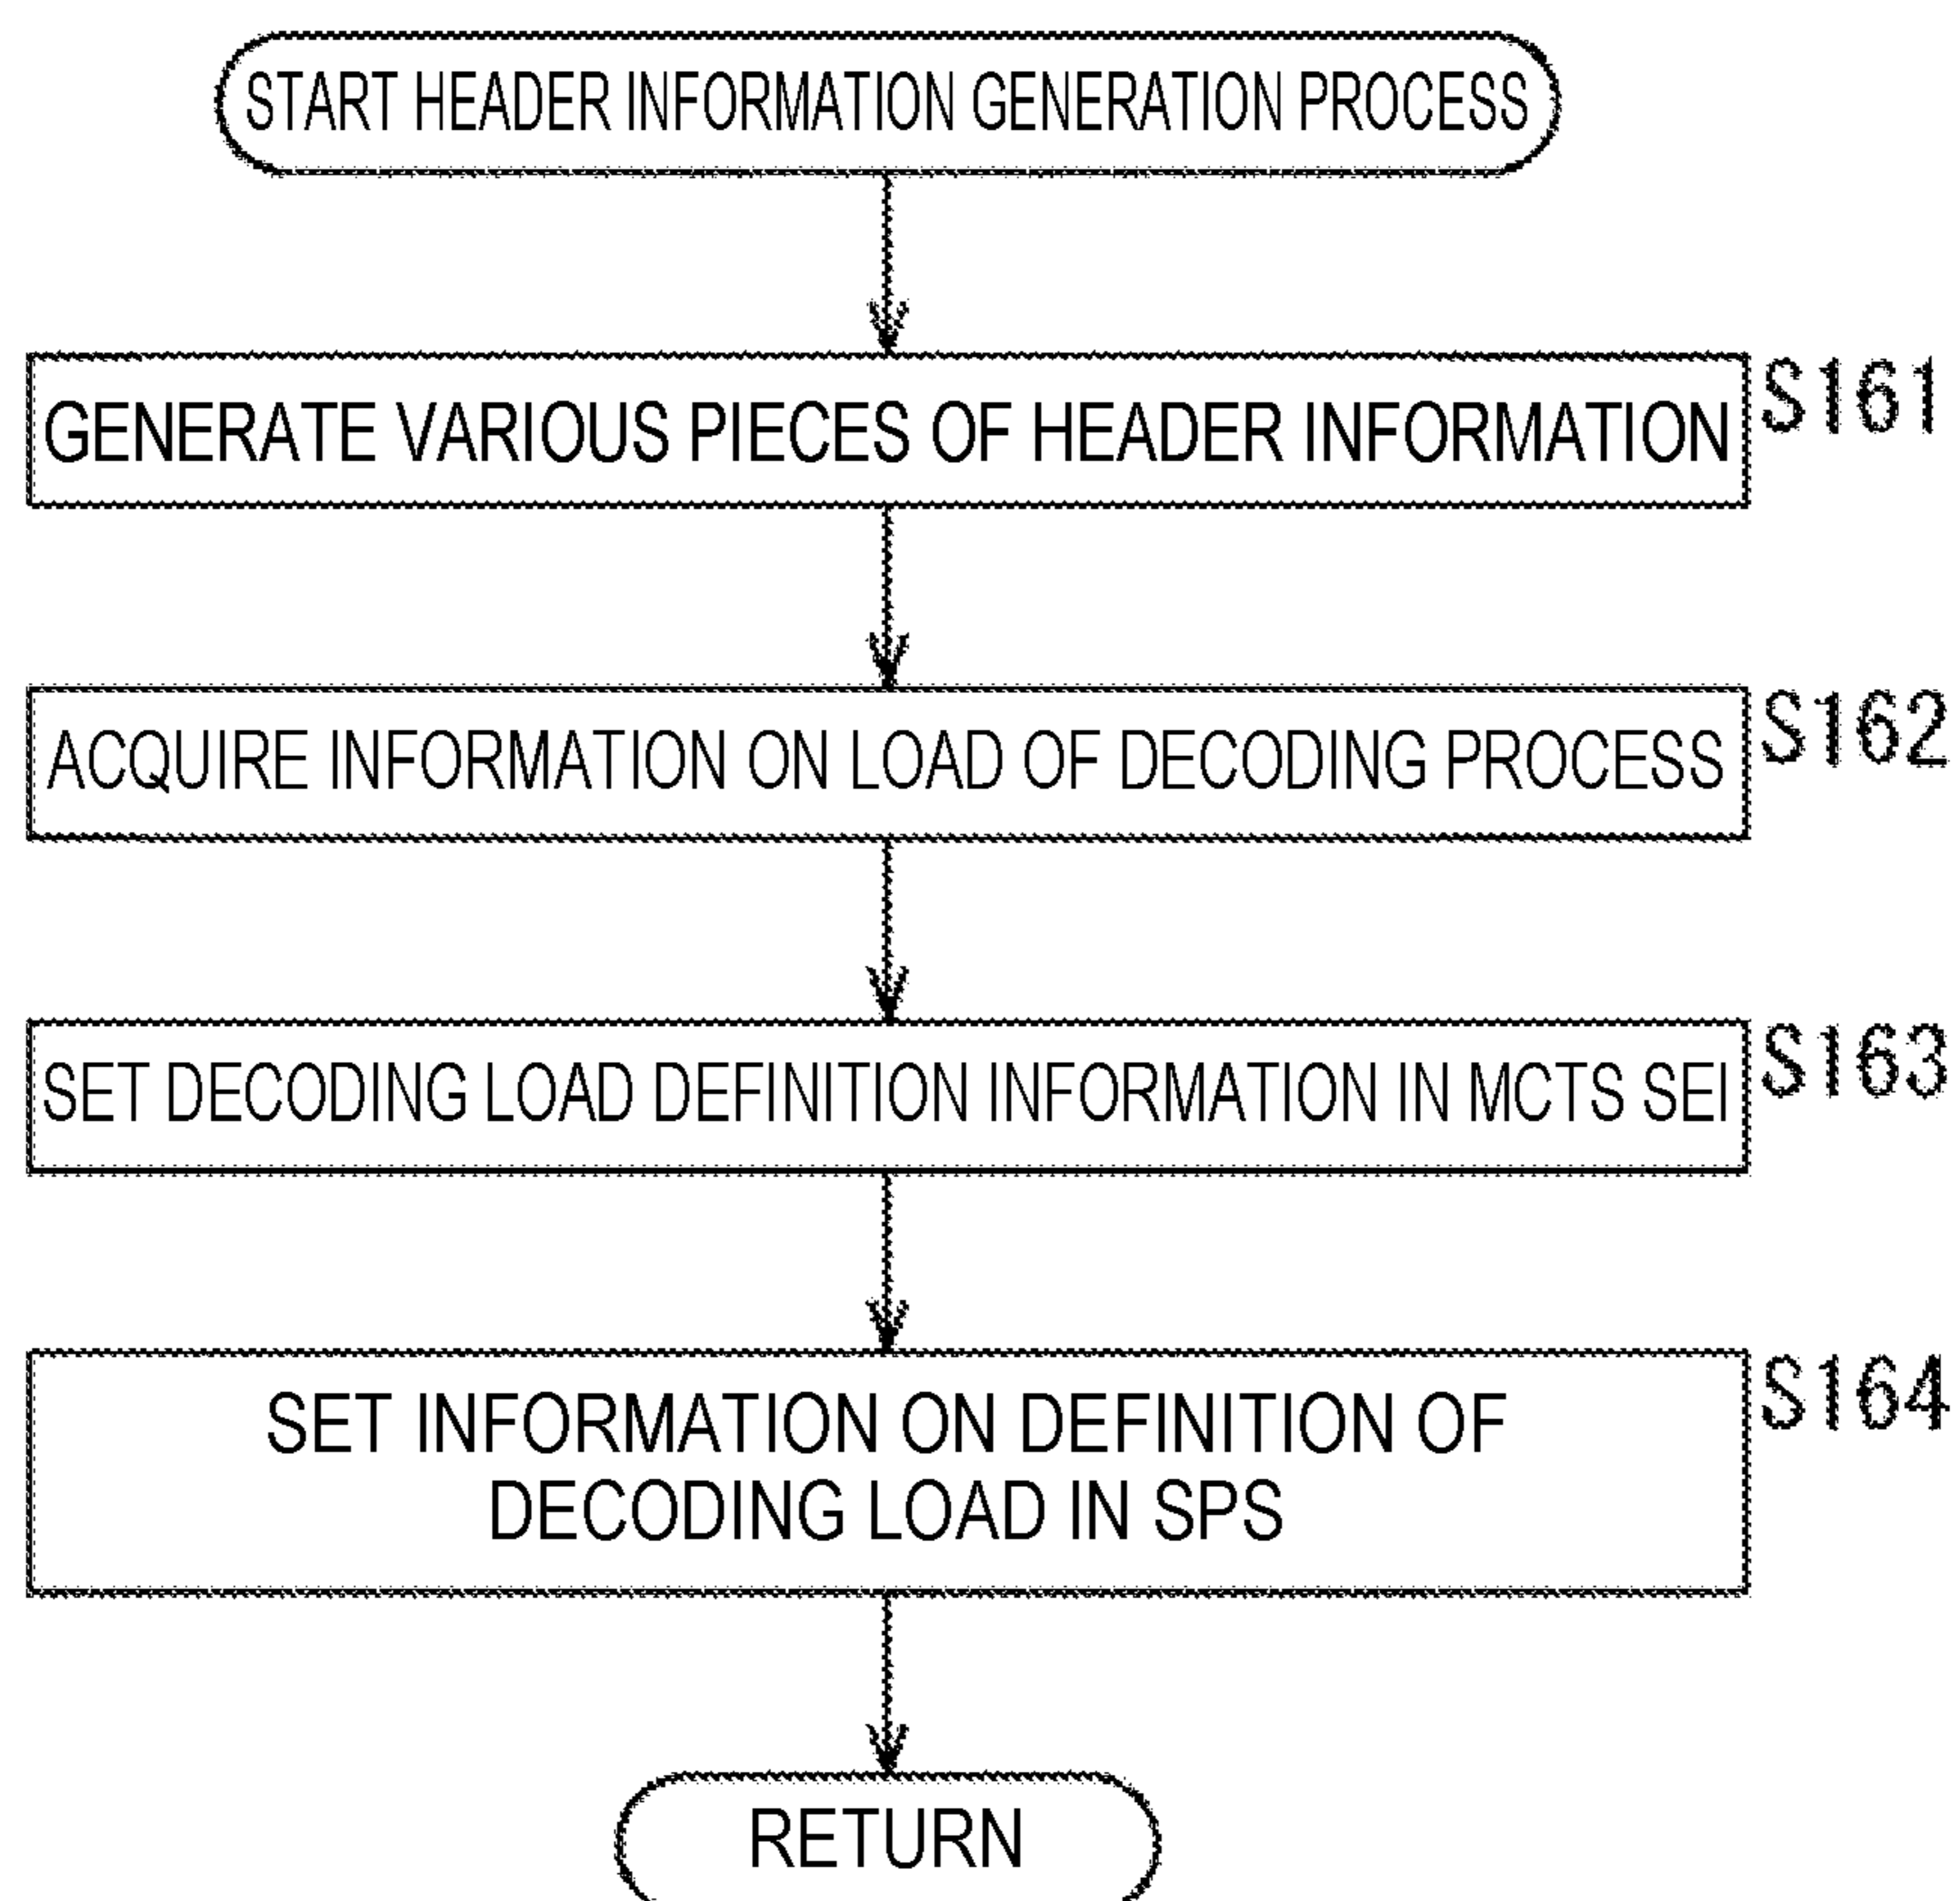 START HEADER INFORMATION GENERATION PROCESS
GENERATE VARIOUS PIECES OF HEADER INFORMATION
S161
ACQUIRE INFORMATION ON LOAD OF DECODING PROCESS
S162
SET DECODING LOAD DEFINITION INFORMATION IN MCTS SEI
S163
SET INFORMATION ON DEFINITION OF
DECODING LOAD IN SPS
S164
RETURN